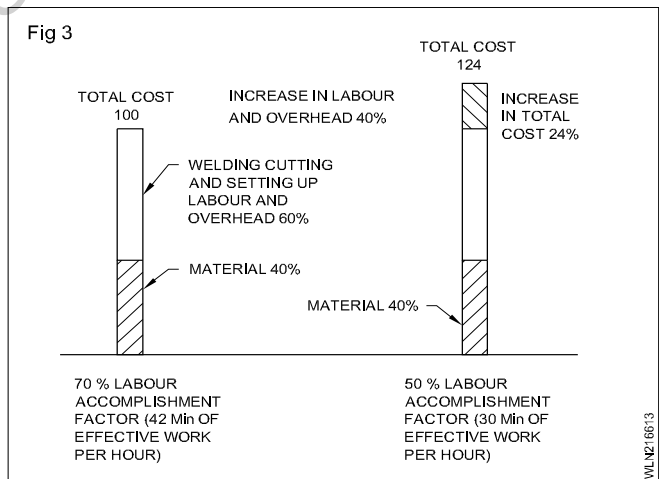 Fig 3
TOTAL COST
100
INCREASE IN LABOUR
AND OVERHEAD 40%
TOTAL COST
124
INCREASE
IN TOTAL
COST 24%
WELDING CUTTING
AND SETTING UP
LABOUR AND
OVERHEAD 60%
MATERIAL 40%
MATERIAL 40%
70 % LABOUR
ACCOMPLISHMENT
FACTOR (42 Min OF
EFFECTIVE WORK
PER HOUR)
50 % LABOUR
ACCOMPLISHMENT
FACTOR (30 Min OF
EFFECTIVE WORK
PER HOUR)
WLN216613